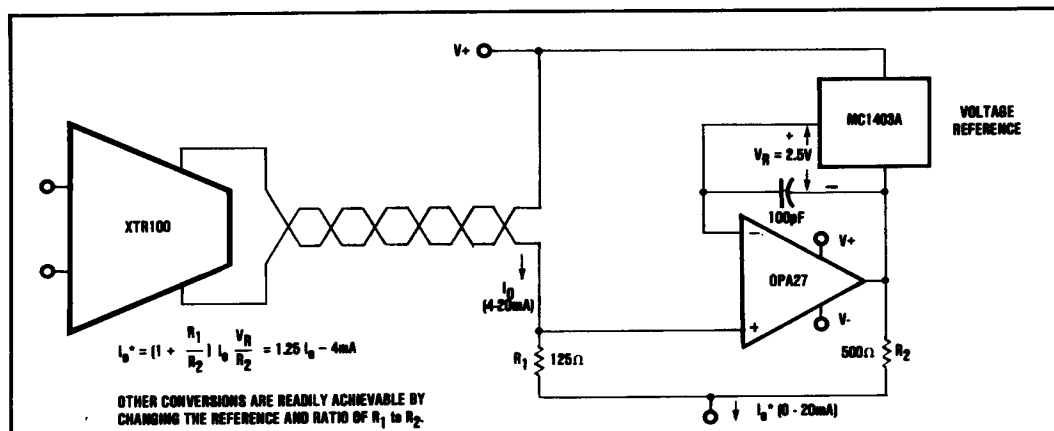 V+
MC1403A
VOLTAGE
REFERENCE
+
V_R = 2.5V
−
100pF
XTR100
−
V+
OPA27
V-
+
I_O
(4-20mA)
R_1 125Ω
500Ω R_2
I_o* = (1 + R_1/R_2) I_o V_R/R_2 = 1.25 I_o - 4mA
I_o* (0 - 20mA)
OTHER CONVERSIONS ARE READILY ACHIEVABLE BY
CHANGING THE REFERENCE AND RATIO OF R_1 to R_2.